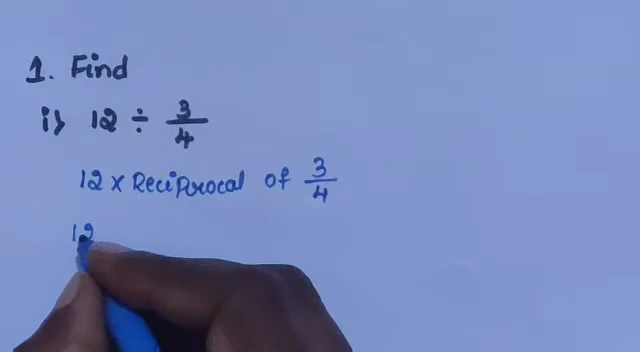 1. Find
i) 12 ÷ 3/4
12 × Reciprocal of 3/4
12